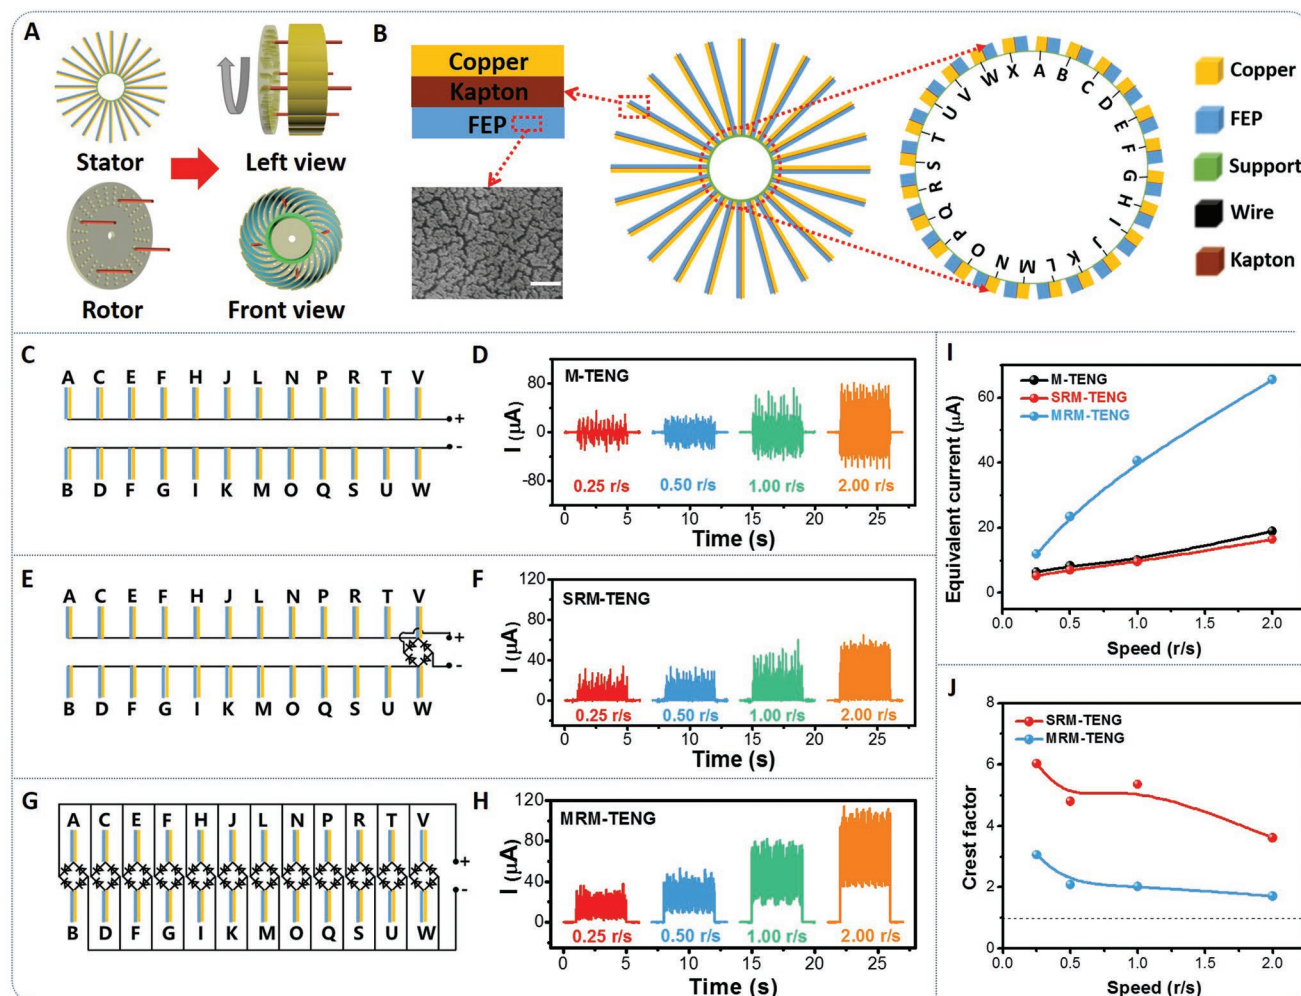 A
Stator
Left view
Rotor
Front view
B
Copper
Kapton
FEP
A B C D E F G H I J K L M N O P Q R S T U V W X
Copper
FEP
Support
Wire
Kapton
C
A C E F H J L N P R T V
+
-
B D F G I K M O Q S U W
D
M-TENG
I (μA)
80
0
-80
0.25 r/s 0.50 r/s 1.00 r/s 2.00 r/s
0 5 10 15 20 25
Time (s)
E
A C E F H J L N P R T V
+
-
B D F G I K M O Q S U W
F
SRM-TENG
I (μA)
120
80
40
0
0.25 r/s 0.50 r/s 1.00 r/s 2.00 r/s
0 5 10 15 20 25
Time (s)
G
A C E F H J L N P R T V
+
-
B D F G I K M O Q S U W
H
MRM-TENG
I (μA)
120
80
40
0
0.25 r/s 0.50 r/s 1.00 r/s 2.00 r/s
0 5 10 15 20 25
Time (s)
I
M-TENG
SRM-TENG
MRM-TENG
Equivalent current (μA)
60
40
20
0
0.0 0.5 1.0 1.5 2.0
Speed (r/s)
J
SRM-TENG
MRM-TENG
Crest factor
8
6
4
2
0
0.0 0.5 1.0 1.5 2.0
Speed (r/s)